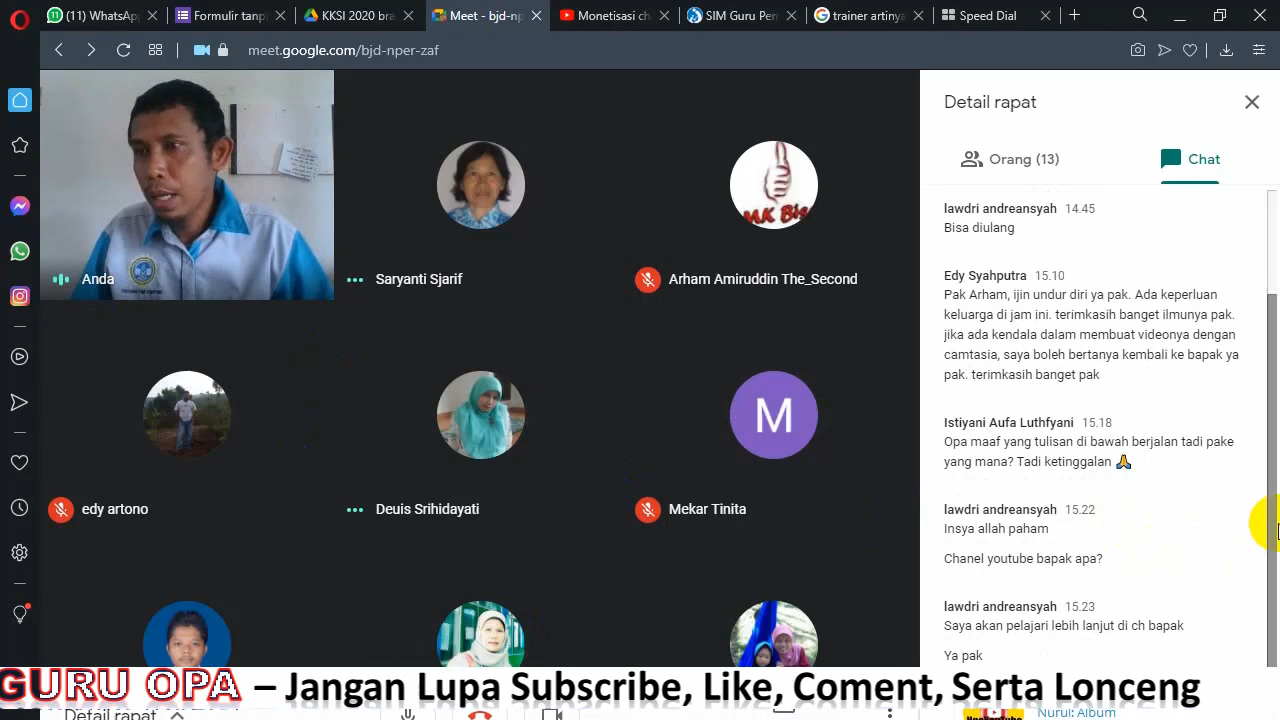 (11) WhatsApp
Formulir tanp
KKSI 2020 bra
Meet - bjd-np
Monetisasi ch
SIM Guru Pem
trainer artinya
Speed Dial
meet.google.com/bjd-nper-zaf
Detail rapat
Orang (13)
Chat
lawdri andreansyah 14.45
Bisa diulang
Edy Syahputra 15.10
Pak Arham, ijin undur diri ya pak. Ada keperluan
keluarga di jam ini. terimkasih banget ilmunya pak.
jika ada kendala dalam membuat videonya dengan
camtasia, saya boleh bertanya kembali ke bapak ya
pak. terimkasih banget pak
Istiyani Aufa Luthfyani 15.18
Opa maaf yang tulisan di bawah berjalan tadi pake
yang mana? Tadi ketinggalan 🙏
lawdri andreansyah 15.22
Insya allah paham
Chanel youtube bapak apa?
lawdri andreansyah 15.23
Saya akan pelajari lebih lanjut di ch bapak
Ya pak
Anda
Saryanti Sjarif
MK Bis
Arham Amiruddin The_Second
edy artono
Deuis Srihidayati
M
Mekar Tinita
GURU OPA – Jangan Lupa Subscribe, Like, Coment, Serta Lonceng
Detail rapat
Nurul: Album